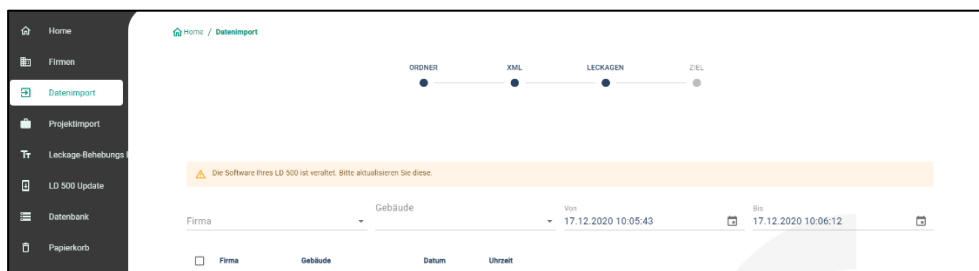 Home
Firmen
Datenimport
Projektimport
Leckage-Behebungs
LD 500 Update
Datenbank
Papierkorb
Home / Datenimport
ORDNER XML LECKAGEN ZIEL
Die Software Ihres LD 500 ist veraltet. Bitte aktualisieren Sie diese.
Firma Gebäude Von 17.12.2020 10:05:43 Bis 17.12.2020 10:06:12
Firma Gebäude Datum Uhrzeit